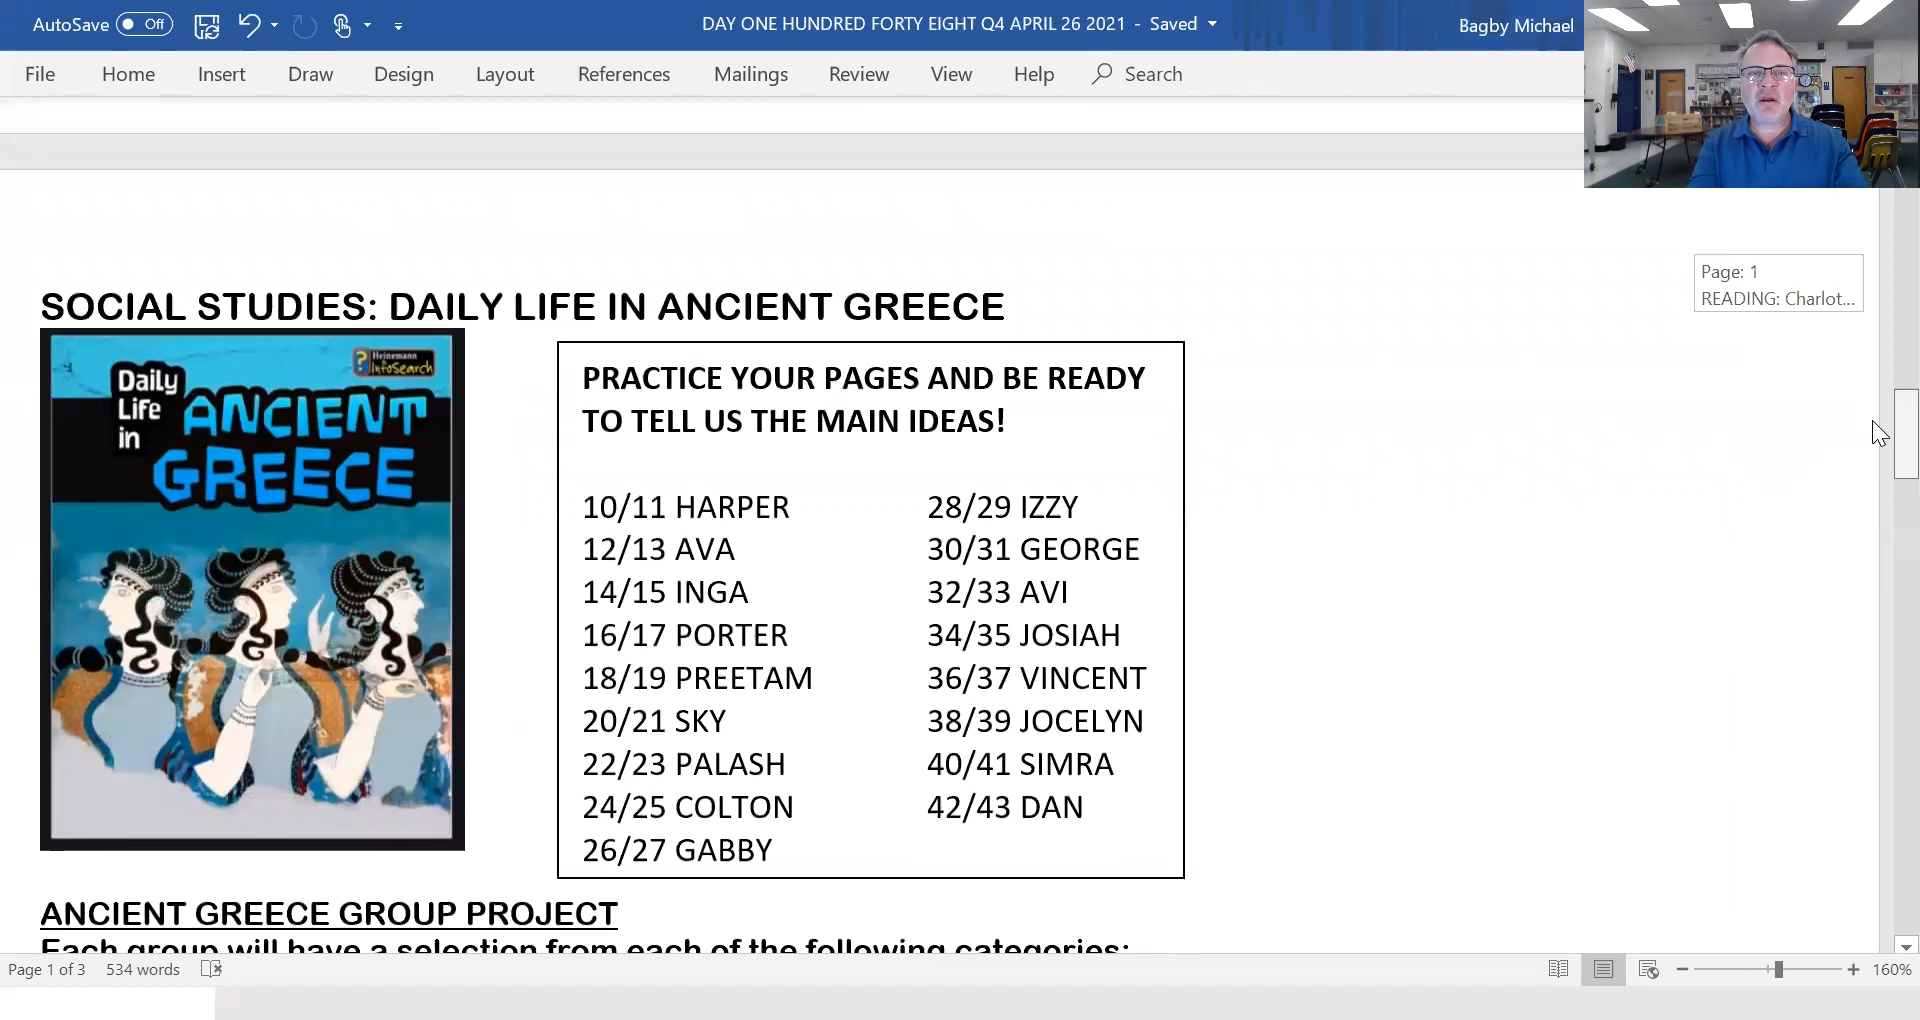 AutoSave Off
DAY ONE HUNDRED FORTY EIGHT Q4 APRIL 26 2021 - Saved
Bagby Michael
File Home Insert Draw Design Layout References Mailings Review View Help Search
Page: 1
READING: Charlot...
SOCIAL STUDIES: DAILY LIFE IN ANCIENT GREECE
? Heinemann
InfoSearch
Daily
Life
in
ANCIENT
GREECE
PRACTICE YOUR PAGES AND BE READY
TO TELL US THE MAIN IDEAS!
10/11 HARPER
12/13 AVA
14/15 INGA
16/17 PORTER
18/19 PREETAM
20/21 SKY
22/23 PALASH
24/25 COLTON
26/27 GABBY
28/29 IZZY
30/31 GEORGE
32/33 AVI
34/35 JOSIAH
36/37 VINCENT
38/39 JOCELYN
40/41 SIMRA
42/43 DAN
ANCIENT GREECE GROUP PROJECT
Each group will have a selection from each of the following categories:
Page 1 of 3 534 words
160%